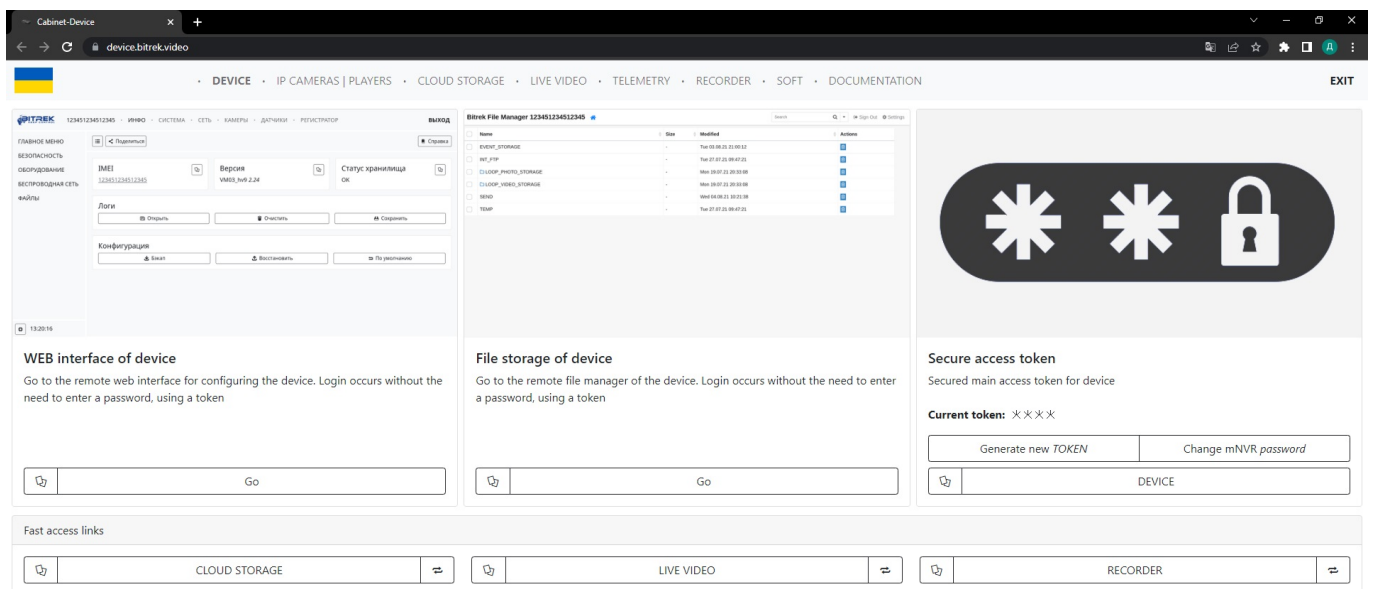 Cabinet-Device
device.bitrek.video
Д
• DEVICE • IP CAMERAS | PLAYERS • CLOUD STORAGE • LIVE VIDEO • TELEMETRY • RECORDER • SOFT • DOCUMENTATION
EXIT
BITREK 123451234512345 - ИНФО - СИСТЕМА - СЕТЬ - КАМЕРЫ - ДАТЧИКИ - РЕГИСТРАТОР ВЫХОД
ГЛАВНОЕ МЕНЮ
БЕЗОПАСНОСТЬ
ОБОРУДОВАНИЕ
БЕСПРОВОДНАЯ СЕТЬ
ФАЙЛЫ
Поделиться
Справка
IMEI
123451234512345
Версия
VM03_hv9 2.24
Статус хранилища
OK
Логи
Открыть Очистить Сохранить
Конфигурация
Бэкап Восстановить По умолчанию
13:20:16
Bitrek File Manager 123451234512345
Search Sign Out Settings
Name Size Modified Actions
EVENT_STORAGE - Tue 03.08.21 21:00:12
INT_FTP - Tue 27.07.21 09:47:21
LOOP_PHOTO_STORAGE - Mon 19.07.21 20:33:08
LOOP_VIDEO_STORAGE - Mon 19.07.21 20:33:08
SEND - Wed 04.08.21 10:21:38
TEMP - Tue 27.07.21 09:47:21
WEB interface of device
Go to the remote web interface for configuring the device. Login occurs without the
need to enter a password, using a token
Go
File storage of device
Go to the remote file manager of the device. Login occurs without the need to enter
a password, using a token
Go
Secure access token
Secured main access token for device
Current token: ****
Generate new TOKEN
Change mNVR password
DEVICE
Fast access links
CLOUD STORAGE
LIVE VIDEO
RECORDER